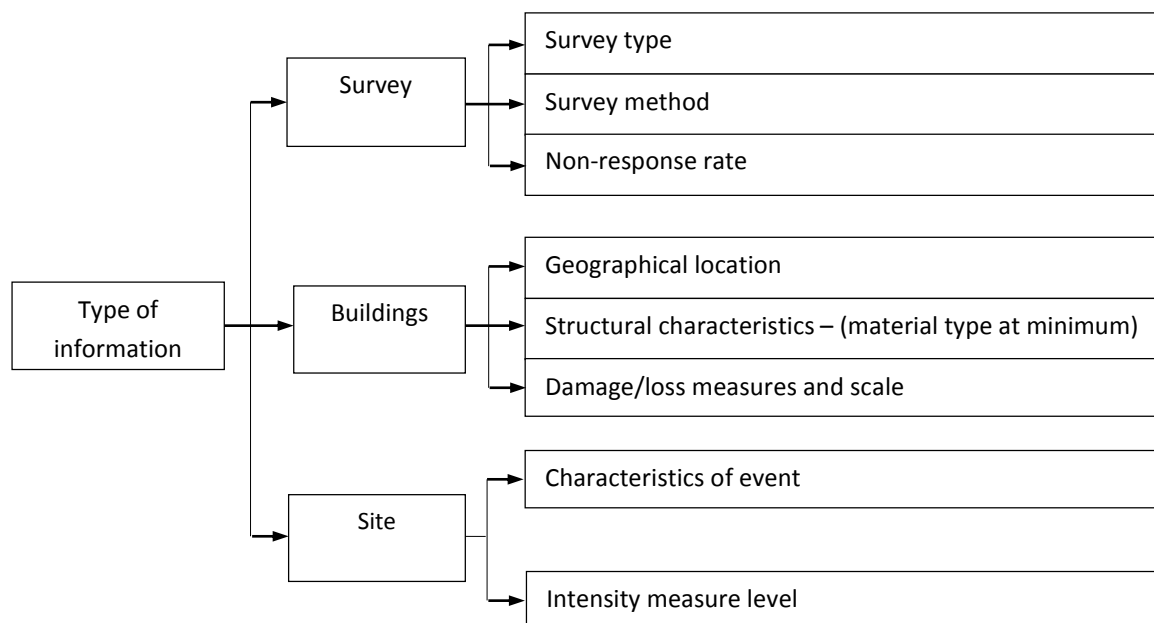 Survey type
Survey
Survey method
Non-response rate
Geographical location
Type of
information
Buildings
Structural characteristics – (material type at minimum)
Damage/loss measures and scale
Characteristics of event
Site
Intensity measure level